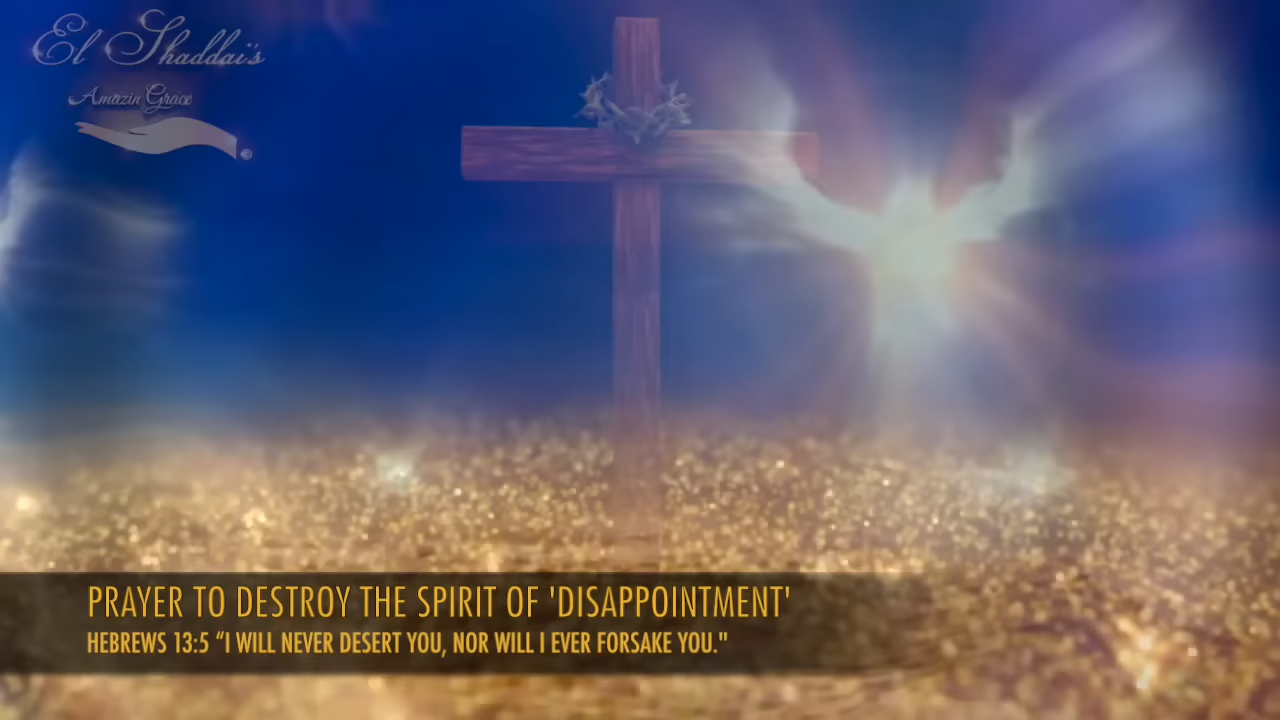 El Shaddai's
Amazin Grace
PRAYER TO DESTROY THE SPIRIT OF 'DISAPPOINTMENT'
HEBREWS 13:5 “I WILL NEVER DESERT YOU, NOR WILL I EVER FORSAKE YOU."